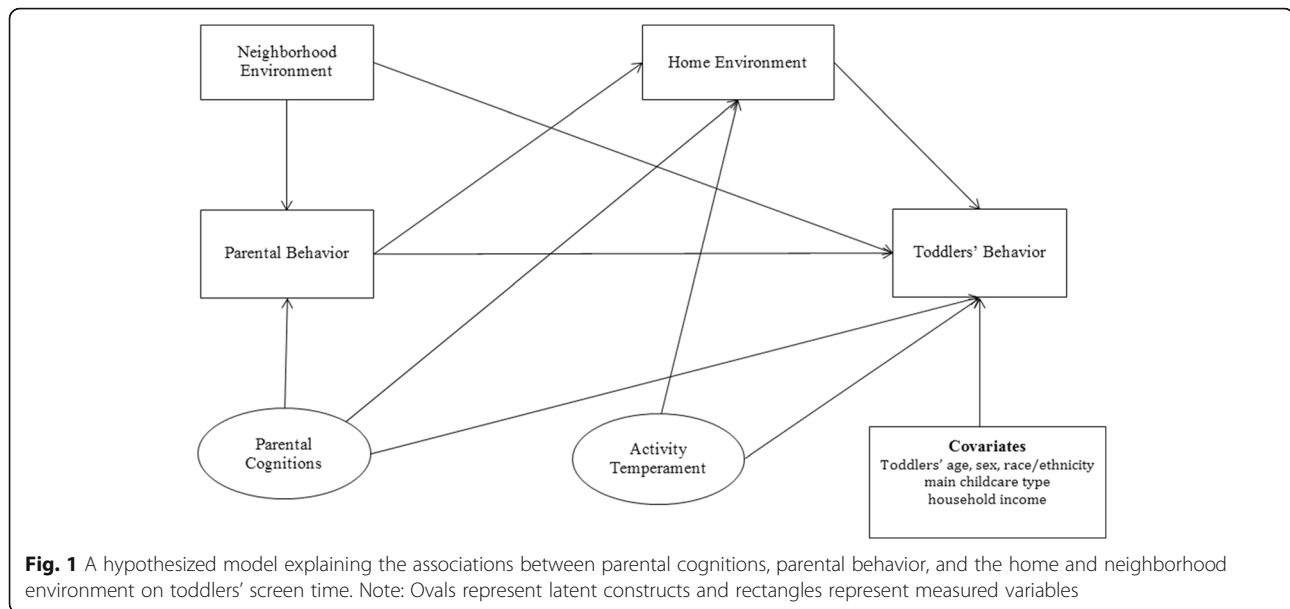 Neighborhood
Environment
Home Environment
Parental Behavior
Toddlers' Behavior
Parental
Cognitions
Activity
Temperament
Covariates
Toddlers' age, sex, race/ethnicity
main childcare type
household income
Fig. 1 A hypothesized model explaining the associations between parental cognitions, parental behavior, and the home and neighborhood
environment on toddlers' screen time. Note: Ovals represent latent constructs and rectangles represent measured variables